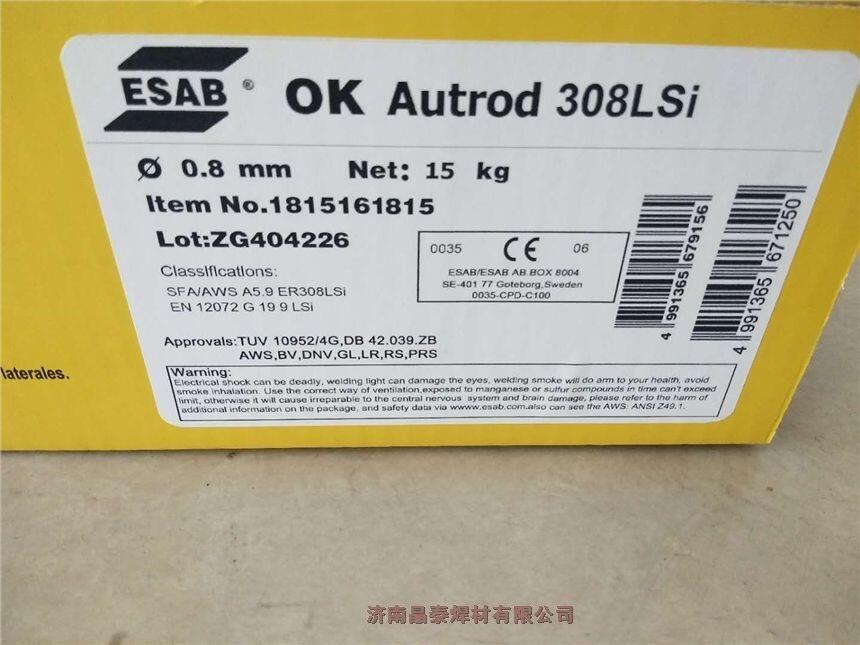 ESAB ® OK Autrod 308LSi
Ø 0.8 mm Net: 15 kg
Item No.1815161815
Lot:ZG404226
Classifications:
SFA/AWS A5.9 ER308LSi
EN 12072 G 19 9 LSi
0035 CE 06
ESAB/ESAB AB.BOX 8004
SE-401 77 Goteborg,Sweden
0035-CPD-C100
4 991365 679156
4 991365 671250
Approvals:TUV 10952/4G,DB 42.039.ZB
AWS,BV,DNV,GL,LR,RS,PRS
laterales.
Warning:
Electrical shock can be deadly, welding light can damage the eyes, welding smoke will do arm to your health, avoid
smoke inhalation. Use the correct way of ventilation,exposed to manganese or sulfur compounds in time can't exceed
limit, otherwise it will cause irreparable to the central nervous system and brain damage, please refer to the harm of
additional information on the package, and safety data via www.esab.com.also can see the AWS: ANSI Z49.1.
济南晶泰焊材有限公司